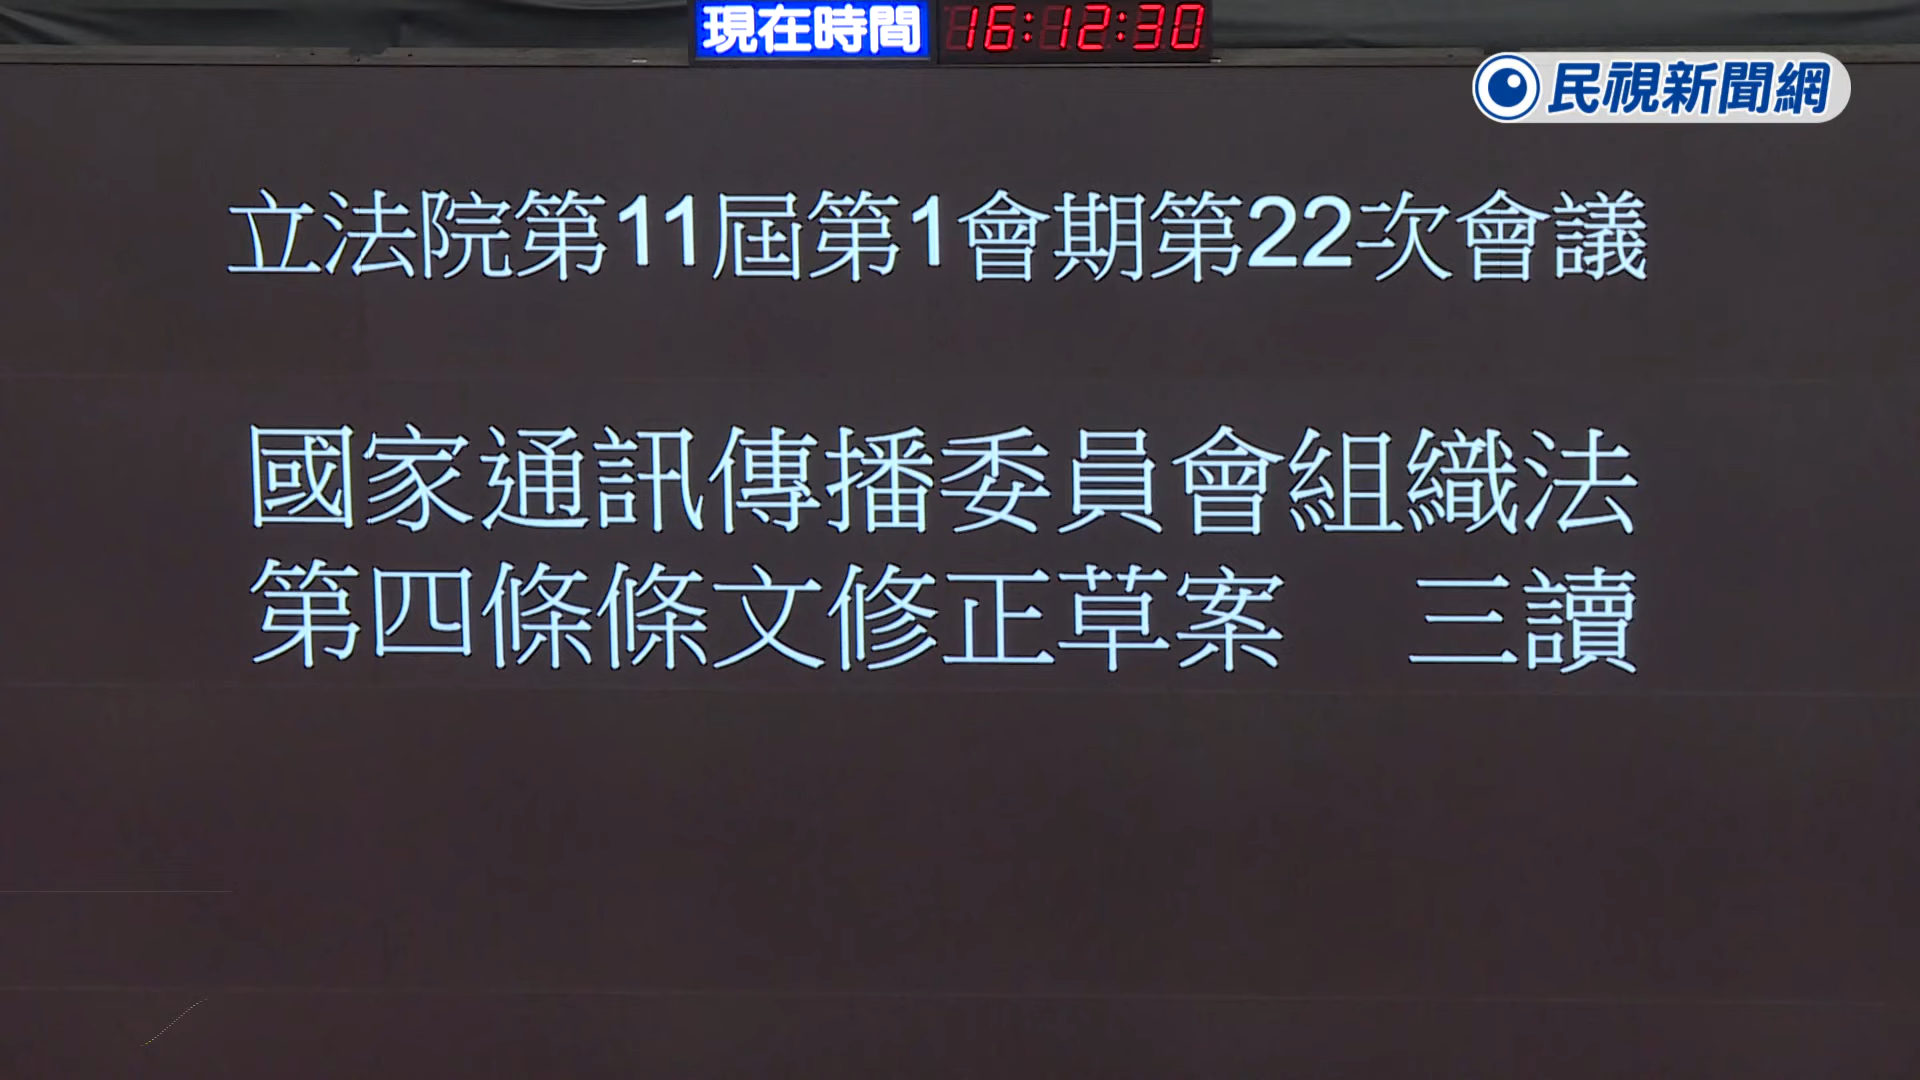 現在時間 16:12:30
民視新聞網
立法院第11屆第1會期第22次會議
國家通訊傳播委員會組織法
第四條條文修正草案　三讀